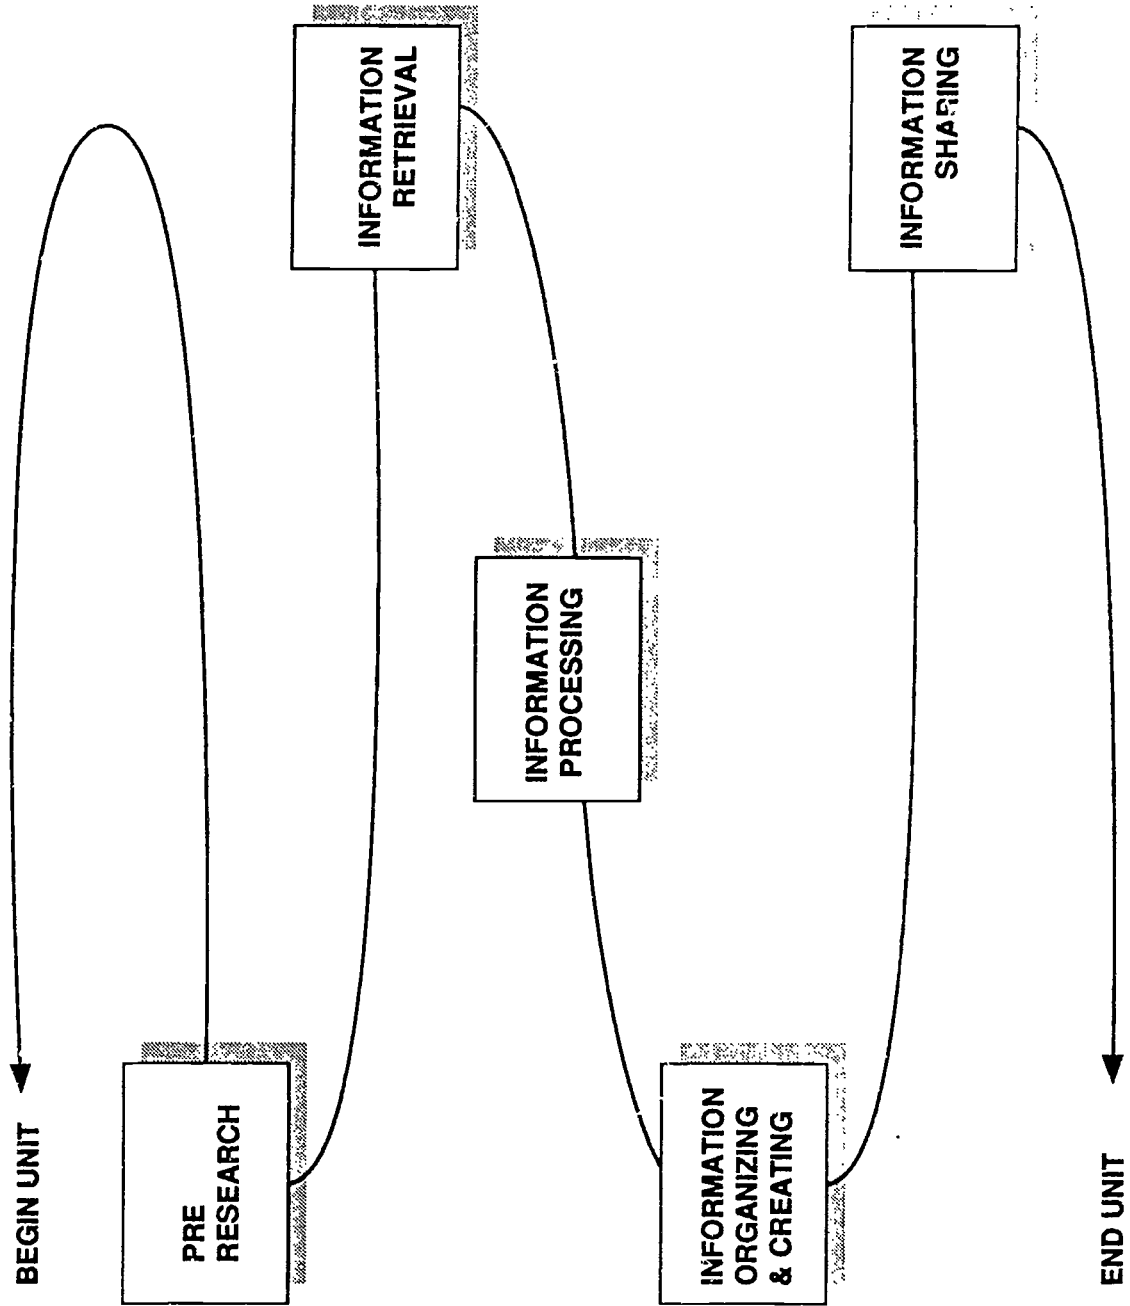 BEGIN UNIT
PRE
RESEARCH
INFORMATION
RETRIEVAL
INFORMATION
PROCESSING
INFORMATION
ORGANIZING
& CREATING
INFORMATION
SHARING
END UNIT